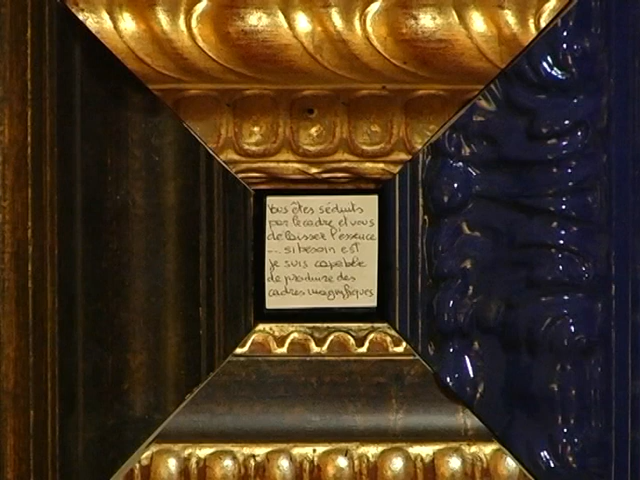 Vous êtes séduits
par le cadre et vous
délaissez l'essence
... si besoin est
je suis capable
de produire des
cadres magnifiques